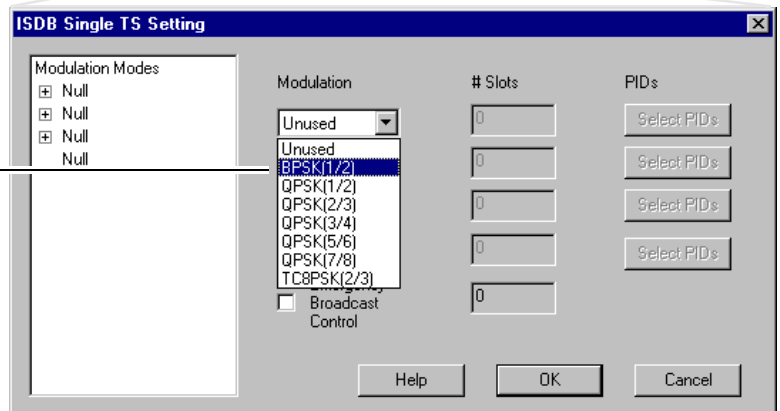 ISDB Single TS Setting
Modulation Modes
Null
Null
Null
Null
Modulation
# Slots
PIDs
Unused
0
Select PIDs
Unused
BPSK(1/2)
QPSK(1/2)
QPSK(2/3)
QPSK(3/4)
QPSK(5/6)
QPSK(7/8)
TC8PSK(2/3)
0
Select PIDs
0
Select PIDs
0
Select PIDs
Emergency
Broadcast
Control
0
Help
OK
Cancel